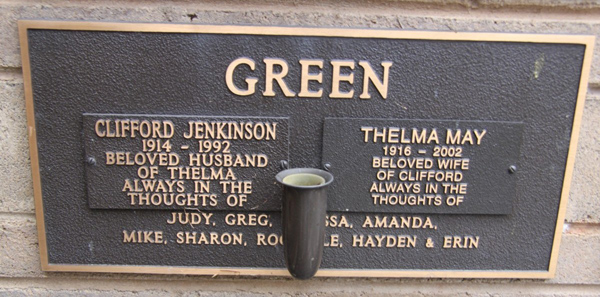 GREEN
CLIFFORD JENKINSON
1914 - 1992
BELOVED HUSBAND
OF THELMA
ALWAYS IN THE
THOUGHTS OF
THELMA MAY
1916 - 2002
BELOVED WIFE
OF CLIFFORD
ALWAYS IN THE
THOUGHTS OF
JUDY, GREG, AMANDA,
MIKE, SHARON, HAYDEN & ERIN